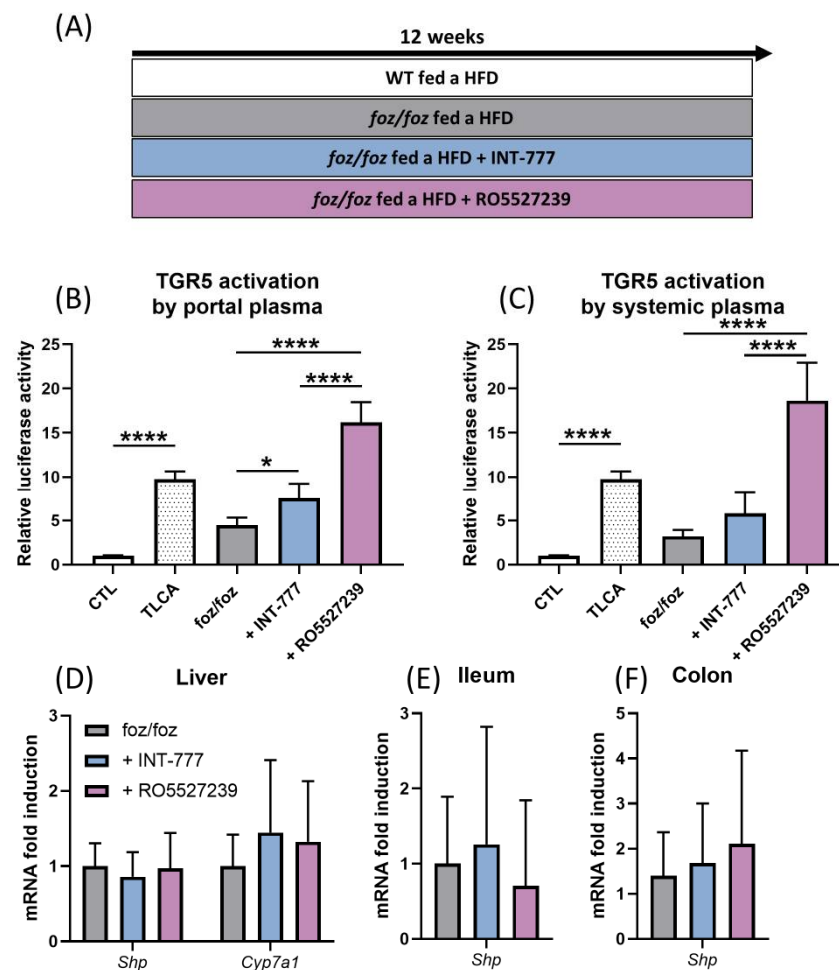 (A)
12 weeks
WT fed a HFD
foz/foz fed a HFD
foz/foz fed a HFD + INT-777
foz/foz fed a HFD + RO5527239
(B)
TGR5 activation
by portal plasma
Relative luciferase activity
25
20
15
10
5
0
****
*
****
****
CTL
TLCA
foz/foz
+ INT-777
+ RO5527239
(C)
TGR5 activation
by systemic plasma
Relative luciferase activity
25
20
15
10
5
0
****
****
****
CTL
TLCA
foz/foz
+ INT-777
+ RO5527239
(D)
Liver
mRNA fold induction
3
2
1
0
foz/foz
+ INT-777
+ RO5527239
Shp
Cyp7a1
(E)
Ileum
mRNA fold induction
3
2
1
0
Shp
(F)
Colon
mRNA fold induction
5
4
3
2
1
0
Shp